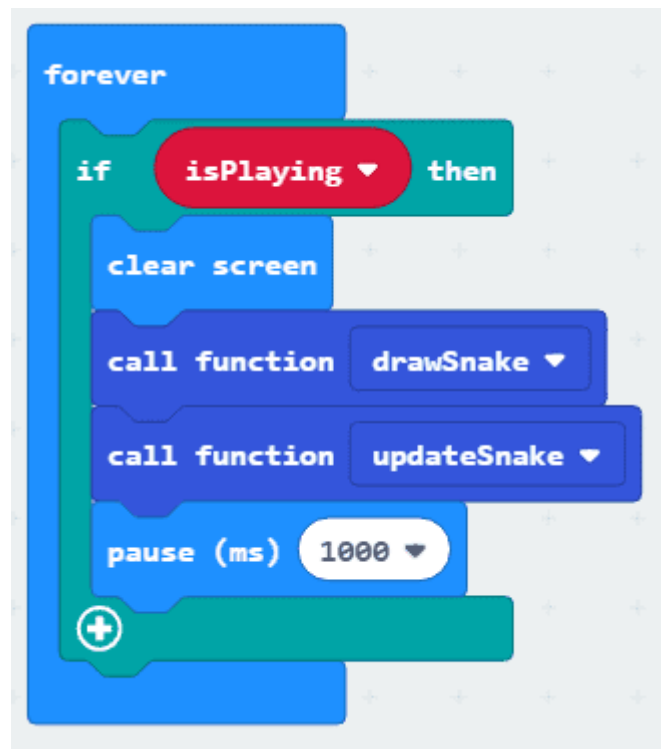 forever
if isPlaying then
clear screen
call function drawSnake
call function updateSnake
pause (ms) 1000